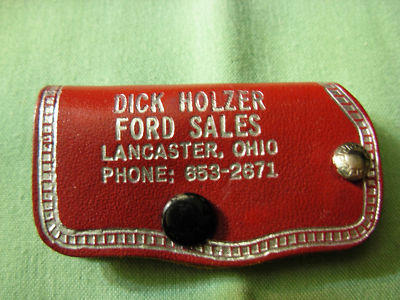 DICK HOLZER
FORD SALES
LANCASTER, OHIO
PHONE: 653-2671